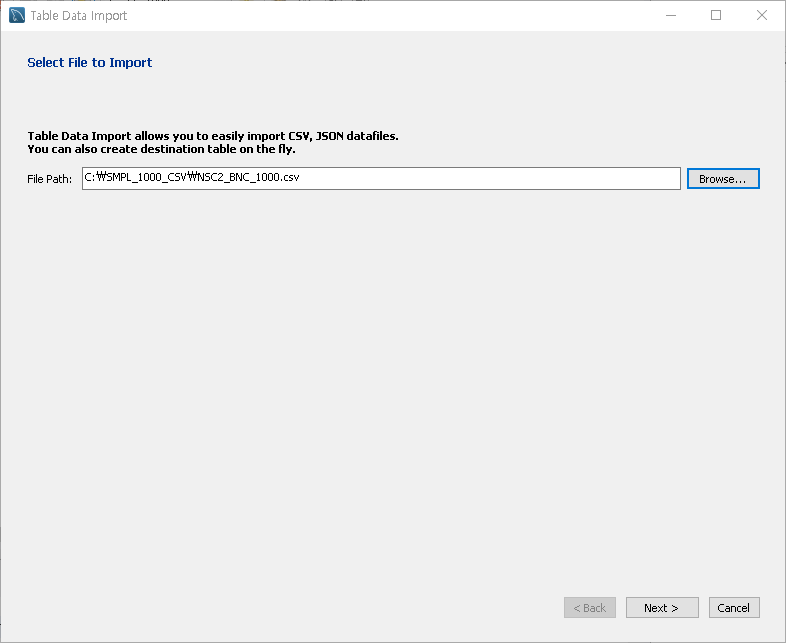 Table Data Import
Select File to Import
Table Data Import allows you to easily import CSV, JSON datafiles.
You can also create destination table on the fly.
File Path: C:₩SMPL_1000_CSV₩NSC2_BNC_1000.csv Browse...
< Back Next > Cancel